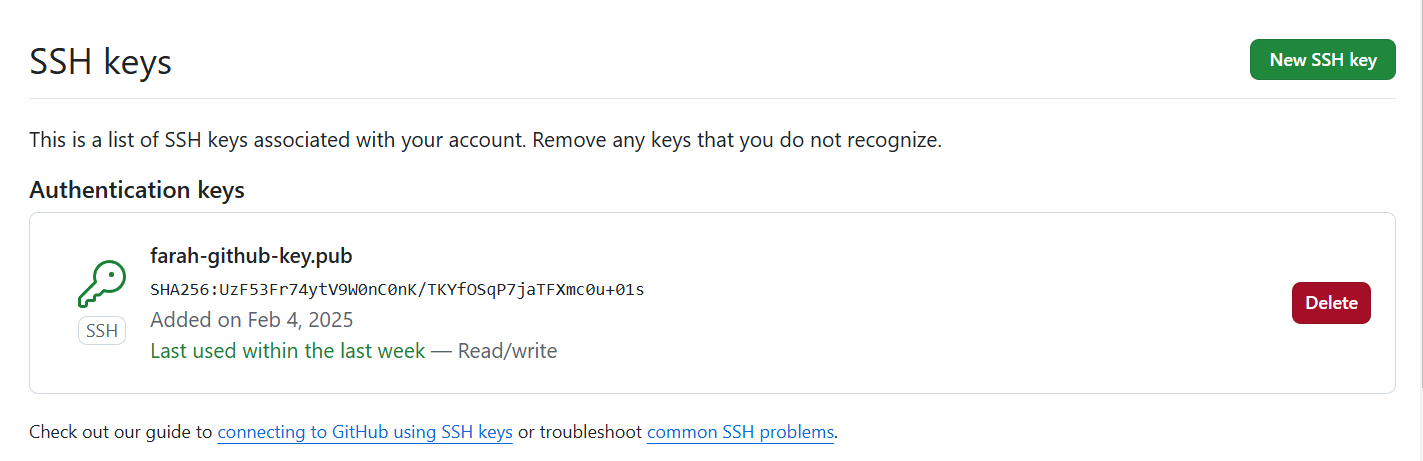 SSH keys
New SSH key
This is a list of SSH keys associated with your account. Remove any keys that you do not recognize.
Authentication keys
farah-github-key.pub
SHA256:UzF53Fr74ytV9W0nC0nK/TKYfOSqP7jaTFXmc0u+01s
SSH
Added on Feb 4, 2025
Last used within the last week — Read/write
Delete
Check out our guide to connecting to GitHub using SSH keys or troubleshoot common SSH problems.